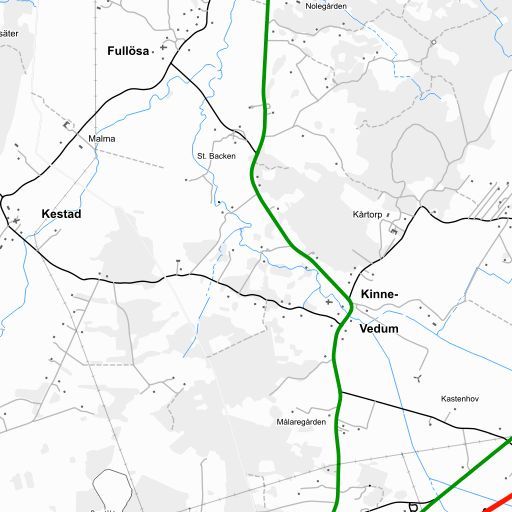 Nolegården
säter
Fullösa
Malma
St. Backen
Kestad
Kårtorp
Kinne-
Vedum
Kastenhov
Målaregården